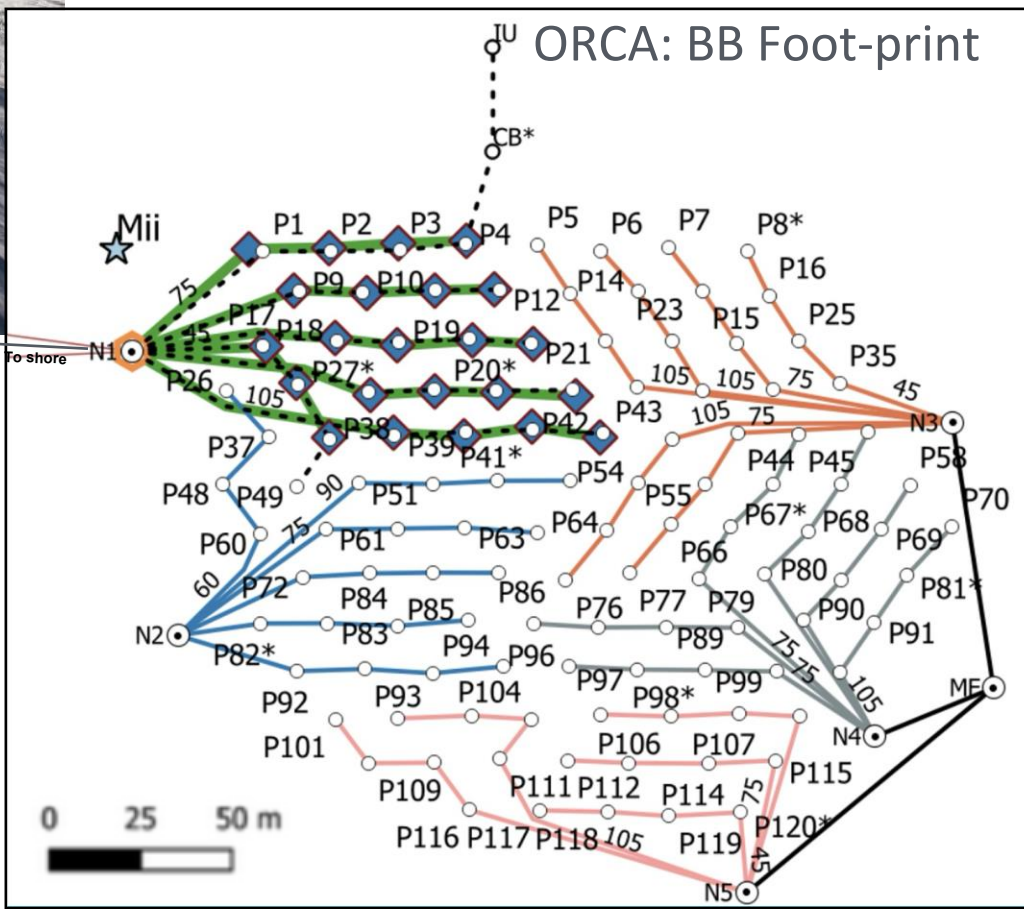 ORCA: BB Foot-print
IU
CB*
Mii
P1 P2 P3 P4 P5 P6 P7 P8*
75
P9 P10 P12 P14 P16
P17 P18 P19 P21 P23 P15 P25
45
N1
To shore
P26 P27* P20* P35
105
105 105 75 45
P37 P38 P39 P41* P42 P43
105 75 N3
P44 P45 P58
P48 P49 90 P51 P54 P55 P70
P60 75 P61 P63 P64 P67* P68 P69
60 P72 P84 P85 P86 P66 P80 P81*
N2 P83 P94 P76 P77 P79 P90 P91
P82* P96 P89 75
P97 P98* P99 75 105
ME
P92 P93 P104
N4
P101 P106 P107
P109 P111 P112 P114 P115
75
P116 P117 P118 105 P119 P120*
45
N5
0 25 50 m